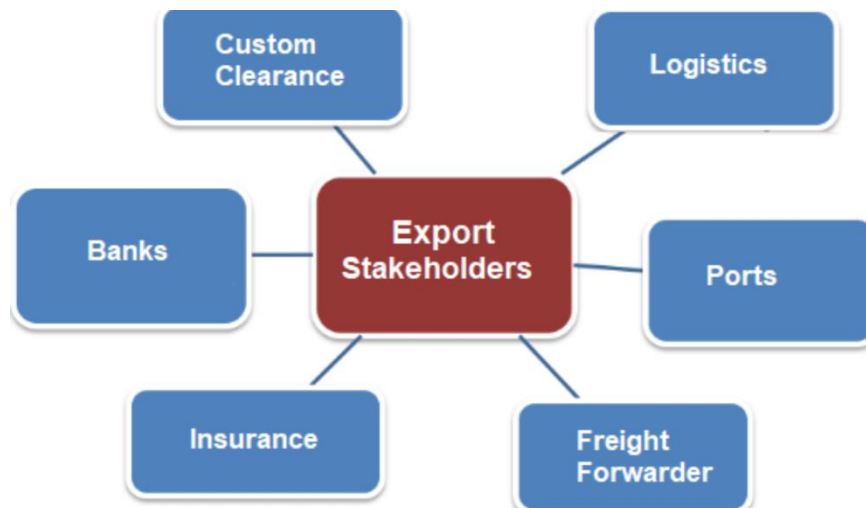 Custom
Clearance
Logistics
Export
Stakeholders
Banks
Ports
Insurance
Freight
Forwarder